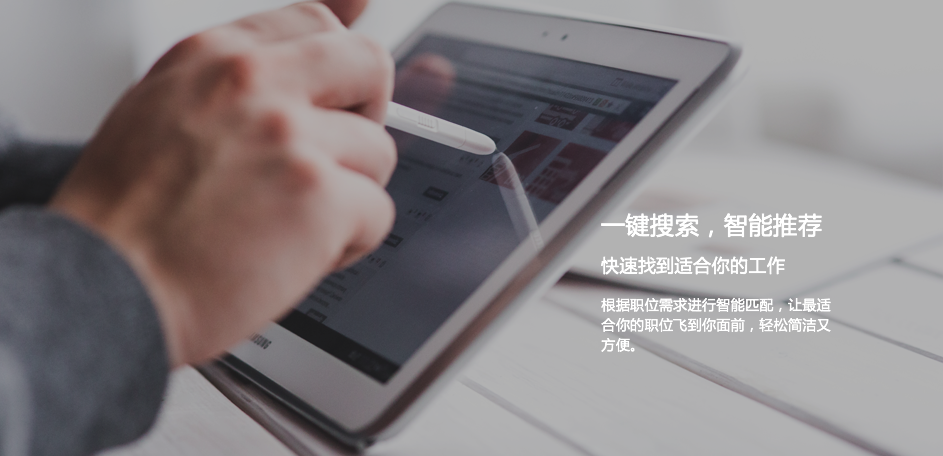 一键搜索，智能推荐
快速找到适合你的工作
根据职位需求进行智能匹配，让最适
合你的职位飞到你面前，轻松简洁又
方便。
SAMSUNG